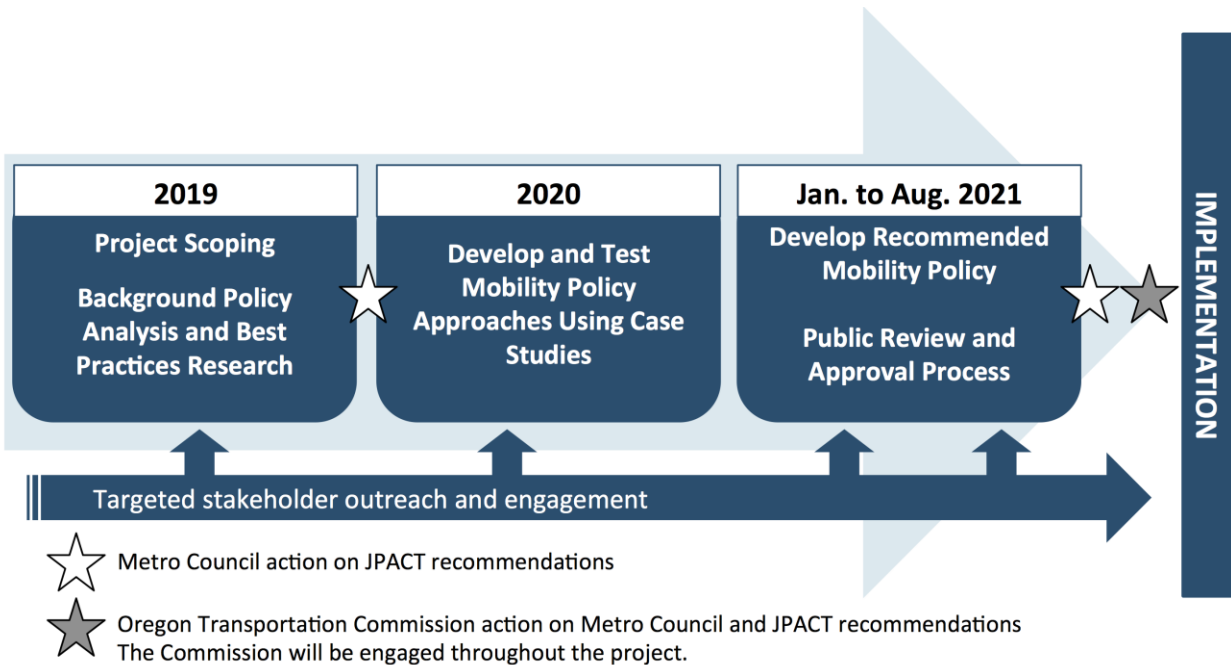 2019
Project Scoping
Background Policy
Analysis and Best
Practices Research
2020
Develop and Test
Mobility Policy
Approaches Using Case
Studies
Jan. to Aug. 2021
Develop Recommended
Mobility Policy
Public Review and
Approval Process
IMPLEMENTATION
Targeted stakeholder outreach and engagement
Metro Council action on JPACT recommendations
Oregon Transportation Commission action on Metro Council and JPACT recommendations
The Commission will be engaged throughout the project.